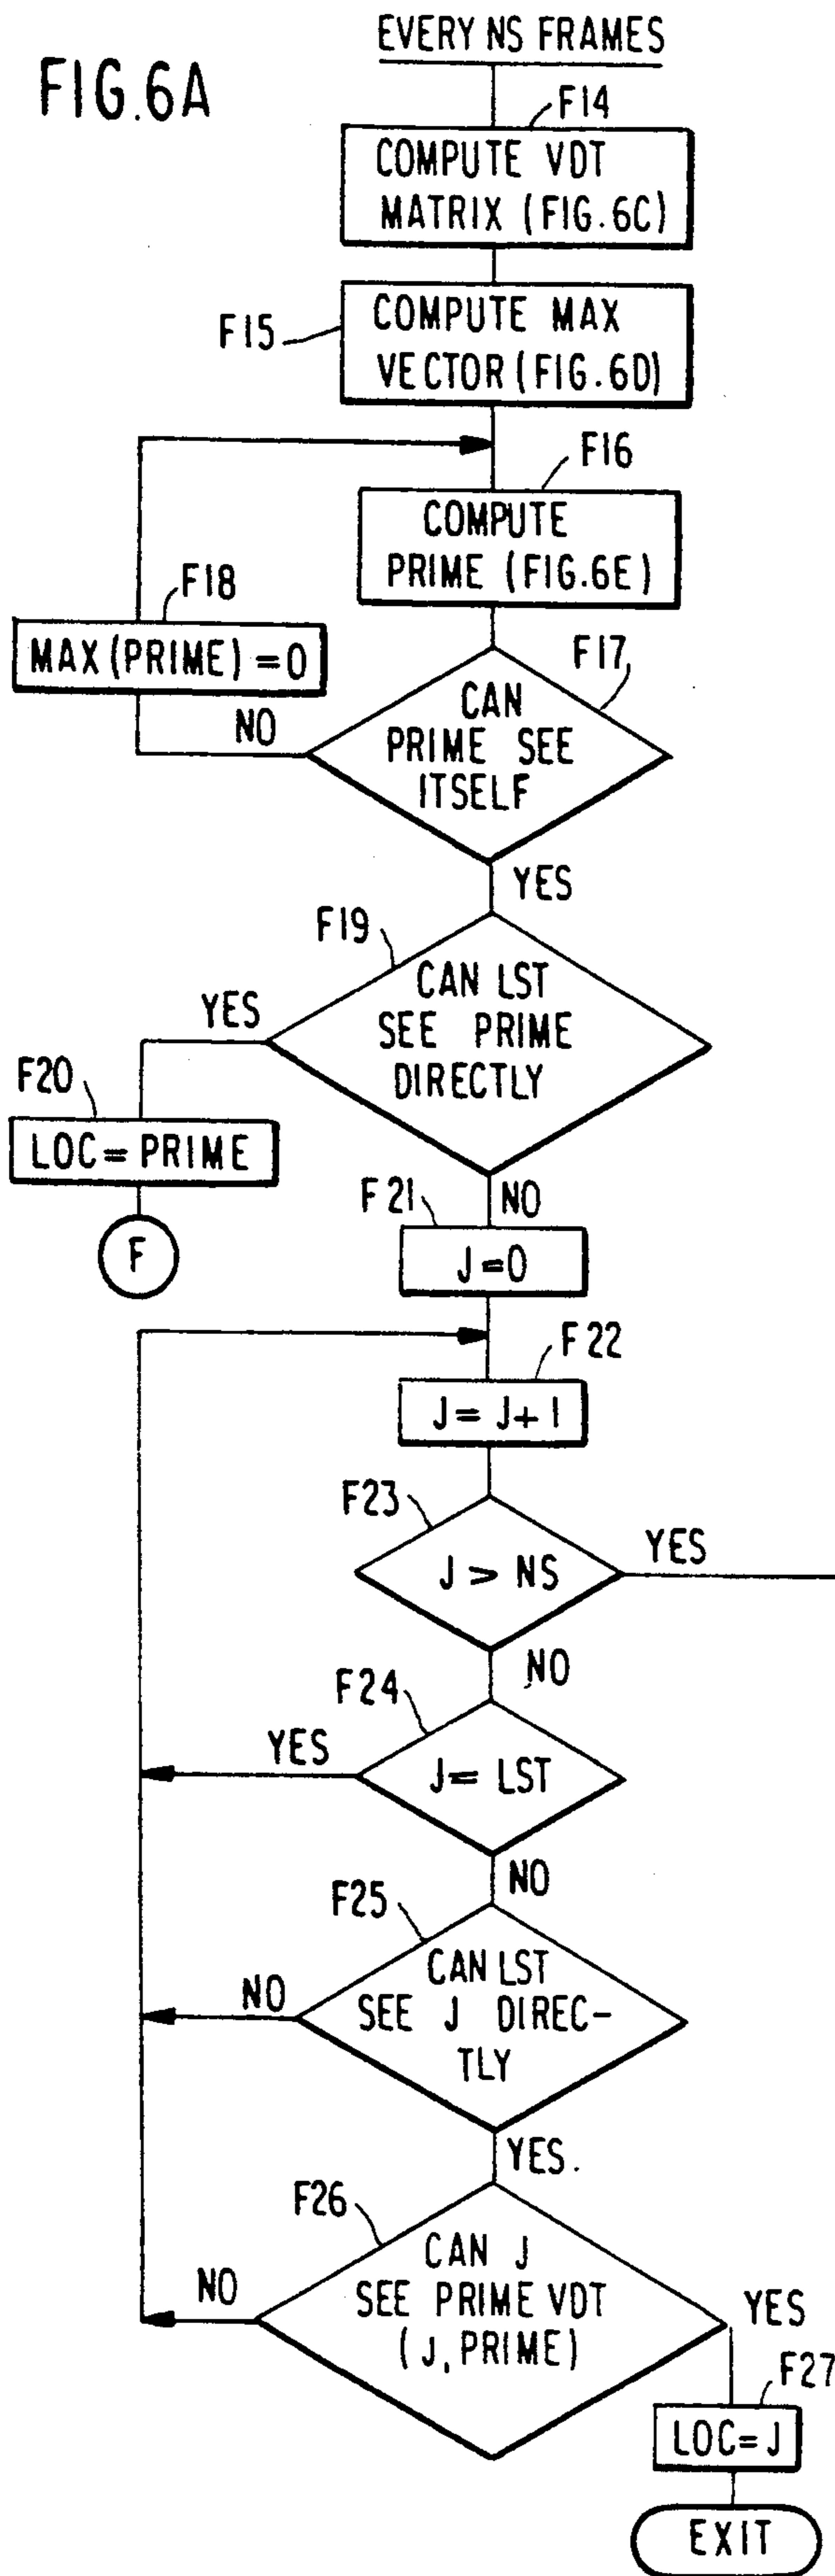 FIG.6A
EVERY NS FRAMES
F14
COMPUTE VDT
MATRIX (FIG.6C)
F15
COMPUTE MAX
VECTOR (FIG.6D)
F16
COMPUTE
PRIME (FIG.6E)
F18
MAX(PRIME)=0
F17
CAN
PRIME SEE
ITSELF
NO
YES
F19
CAN LST
SEE PRIME
DIRECTLY
YES
F20
LOC=PRIME
F
NO
F21
J=0
F22
J=J+1
F23
J > NS
YES
NO
F24
J= LST
YES
NO
F25
CAN LST
SEE J DIREC-
TLY
NO
YES.
F26
CAN J
SEE PRIME VDT
(J, PRIME)
NO
YES
F27
LOC=J
EXIT